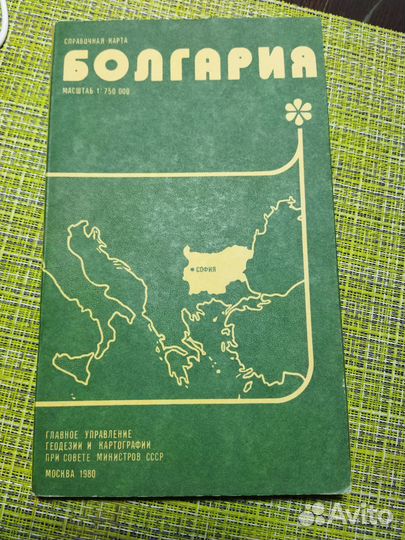 СПРАВОЧНАЯ КАРТА
БОЛГАРИЯ
МАСШТАБ 1:750 000
СОФИЯ
ГЛАВНОЕ УПРАВЛЕНИЕ
ГЕОДЕЗИИ И КАРТОГРАФИИ
ПРИ СОВЕТЕ МИНИСТРОВ СССР
МОСКВА 1980
Avito